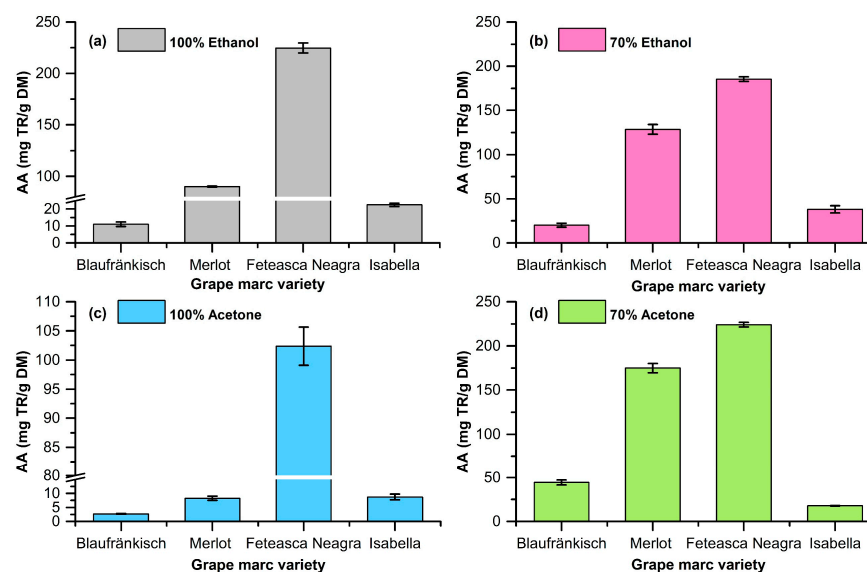 (a) 100% Ethanol
AA (mg TR/g DM)
250
225
200
150
100
20
10
0
Blaufränkisch Merlot Feteasca Neagra Isabella
Grape marc variety
(b) 70% Ethanol
AA (mg TR/g DM)
250
200
150
100
50
0
Blaufränkisch Merlot Feteasca Neagra Isabella
Grape marc variety
(c) 100% Acetone
AA (mg TR/g DM)
110
105
100
95
90
85
80
10
5
0
Blaufränkisch Merlot Feteasca Neagra Isabella
Grape marc variety
(d) 70% Acetone
AA (mg TR/g DM)
250
200
150
100
50
0
Blaufränkisch Merlot Feteasca Neagra Isabella
Grape marc variety